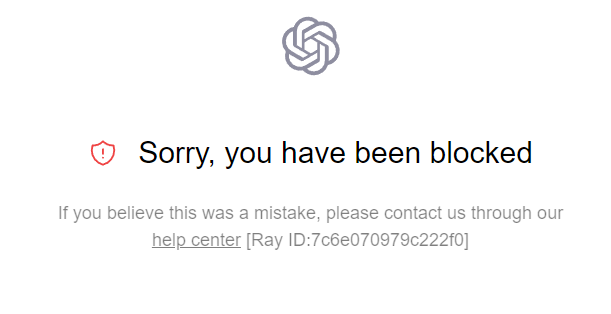 Sorry, you have been blocked
If you believe this was a mistake, please contact us through our
help center [Ray ID:7c6e070979c222f0]